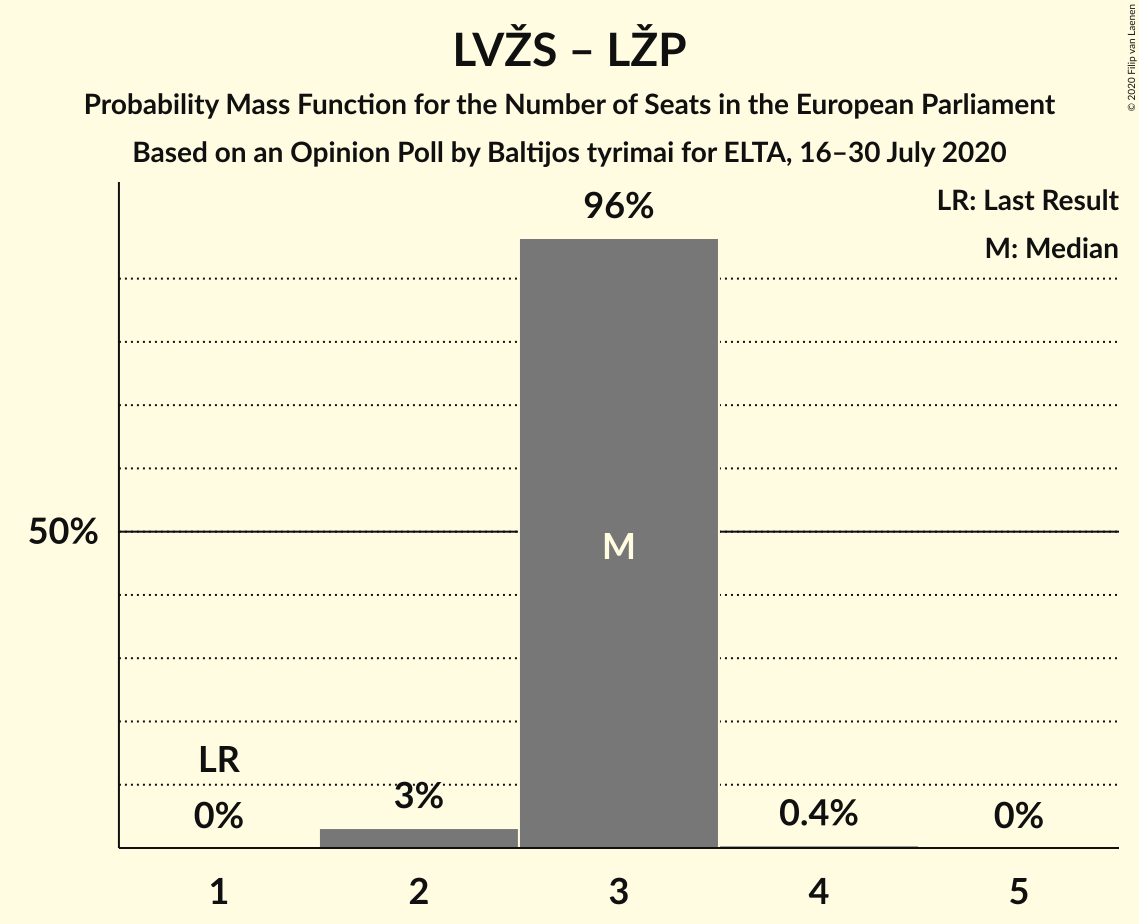 LVŽS – LŽP
Probability Mass Function for the Number of Seats in the European Parliament
Based on an Opinion Poll by Baltijos tyrimai for ELTA, 16–30 July 2020
© 2020 Filip van Laenen
LR: Last Result
M: Median
96%
50%
M
LR
0%
3%
0.4%
0%
1 2 3 4 5